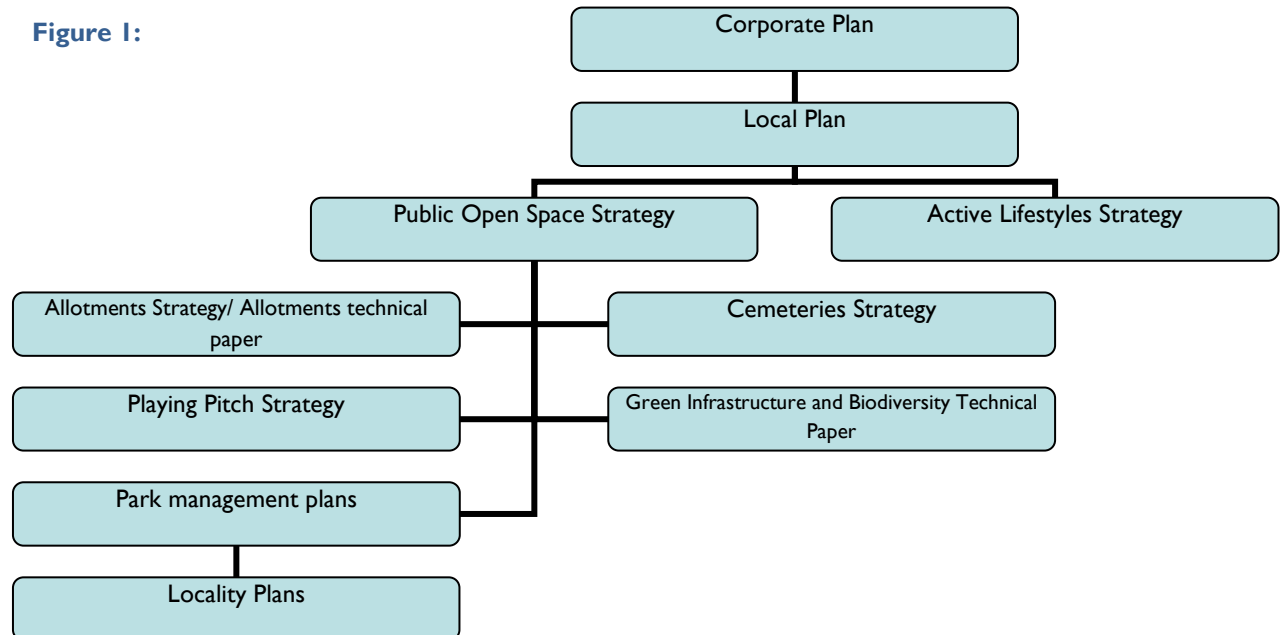 Figure 1:
Corporate Plan
Local Plan
Public Open Space Strategy
Active Lifestyles Strategy
Allotments Strategy/ Allotments technical
paper
Cemeteries Strategy
Playing Pitch Strategy
Green Infrastructure and Biodiversity Technical
Paper
Park management plans
Locality Plans